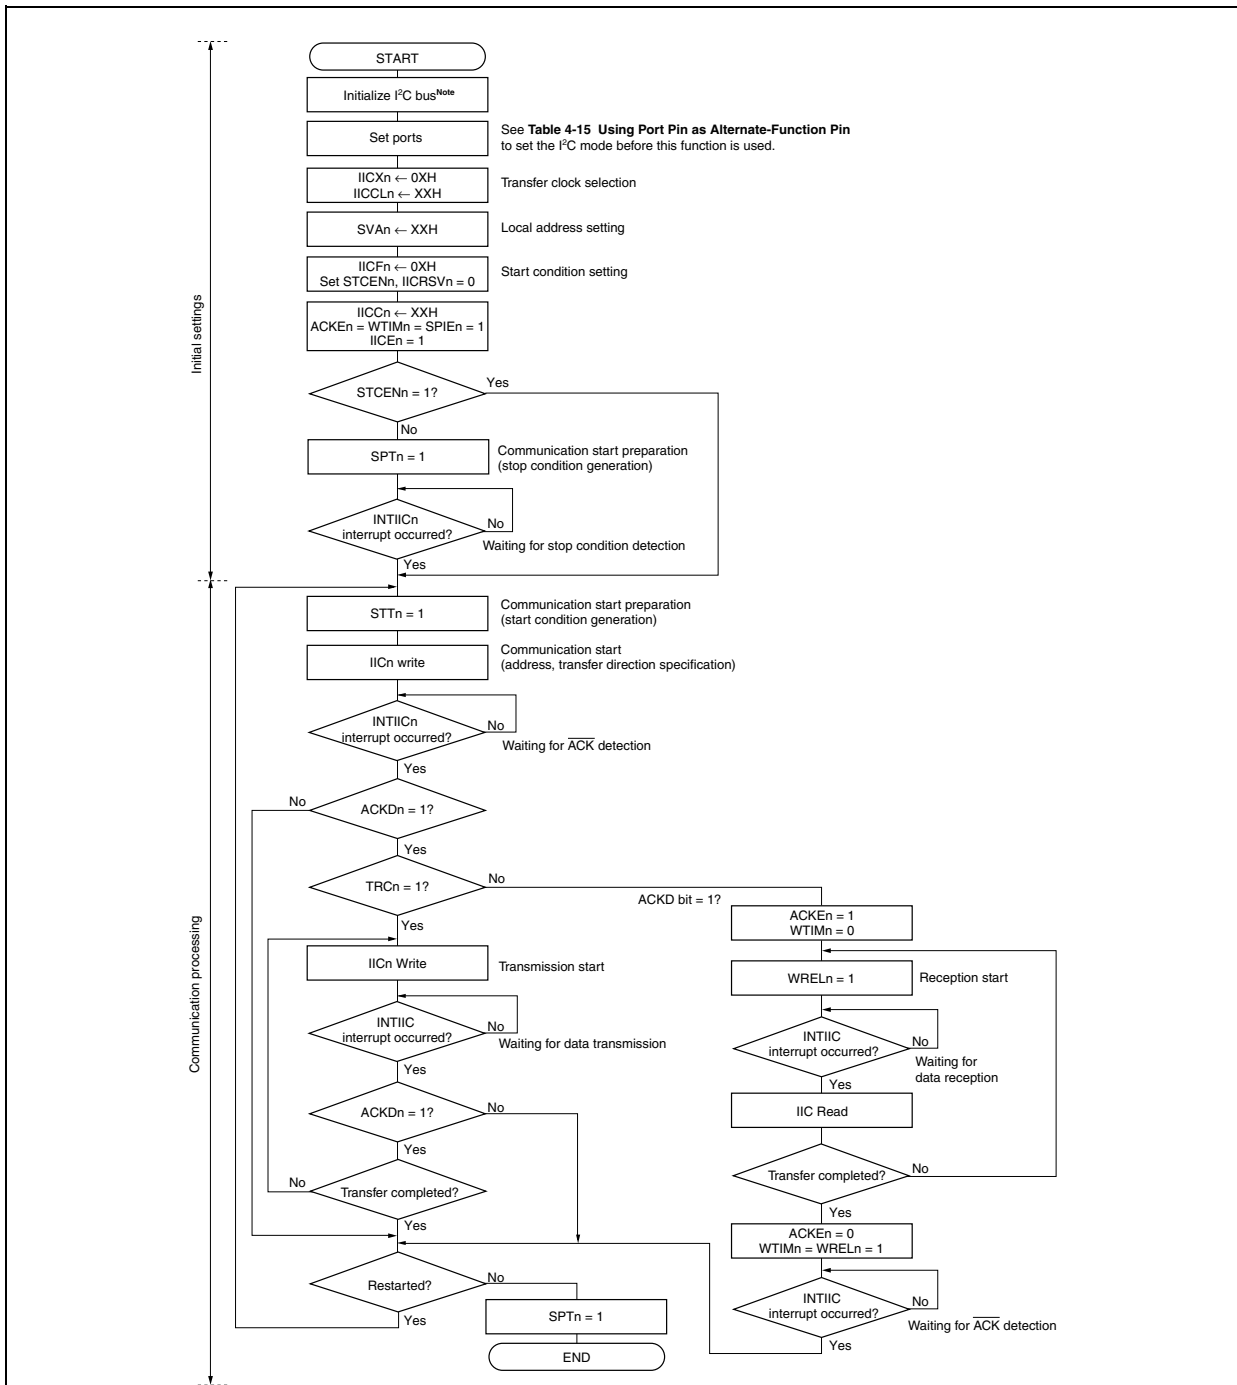 START
Initialize I²C bus Note
Set ports
See Table 4-15 Using Port Pin as Alternate-Function Pin
to set the I²C mode before this function is used.
IICXn ← 0XH
IICCLn ← XXH
Transfer clock selection
SVAn ← XXH
Local address setting
IICFn ← 0XH
Set STCENn, IICRSVn = 0
Start condition setting
IICCn ← XXH
ACKEn = WTIMn = SPIEn = 1
IICEn = 1
Initial settings
STCENn = 1?
Yes
No
SPTn = 1
Communication start preparation
(stop condition generation)
INTIICn
interrupt occurred?
No
Waiting for stop condition detection
Yes
STTn = 1
Communication start preparation
(start condition generation)
IICn write
Communication start
(address, transfer direction specification)
INTIICn
interrupt occurred?
No
Waiting for A̅C̅K̅ detection
Yes
No
ACKDn = 1?
Yes
TRCn = 1?
No
ACKD bit = 1?
Yes
Communication processing
IICn Write
Transmission start
INTIIC
interrupt occurred?
No
Waiting for data transmission
Yes
ACKDn = 1?
No
Yes
No
Transfer completed?
Yes
Restarted?
No
Yes
SPTn = 1
END
ACKEn = 1
WTIMn = 0
WRELn = 1
Reception start
INTIIC
interrupt occurred?
No
Waiting for
data reception
Yes
IIC Read
Transfer completed?
No
Yes
ACKEn = 0
WTIMn = WRELn = 1
INTIIC
interrupt occurred?
No
Waiting for A̅C̅K̅ detection
Yes